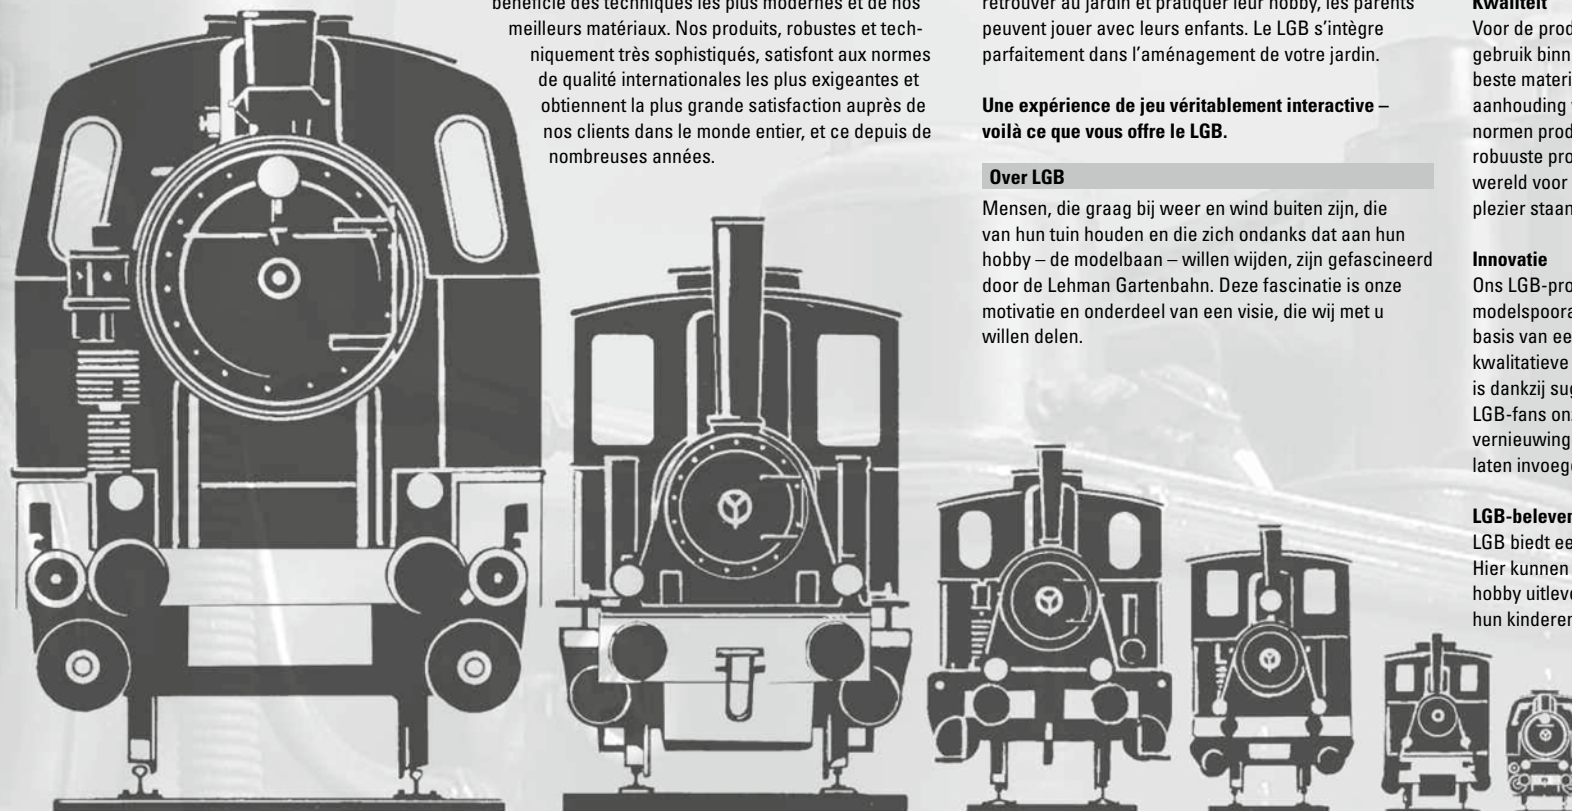 bénéficie des techniques les plus modernes et de nos
meilleurs matériaux. Nos produits, robustes et tech-
niquement très sophistiqués, satisfont aux normes
de qualité internationales les plus exigeantes et
obtiennent la plus grande satisfaction auprès de
nos clients dans le monde entier, et ce depuis de
nombreuses années.
retrouver au jardin et pratiquer leur hobby, les parents
peuvent jouer avec leurs enfants. Le LGB s’intègre
parfaitement dans l’aménagement de votre jardin.
Une expérience de jeu véritablement interactive –
voilà ce que vous offre le LGB.
Over LGB
Mensen, die graag bij weer en wind buiten zijn, die
van hun tuin houden en die zich ondanks dat aan hun
hobby – de modelbaan – willen wijden, zijn gefascineerd
door de Lehman Gartenbahn. Deze fascinatie is onze
motivatie en onderdeel van een visie, die wij met u
willen delen.
Kwaliteit
Voor de prod
gebruik binn
beste materi
aanhouding
normen prod
robuuste pro
wereld voor
plezier staan
Innovatie
Ons LGB-pro
modelspoora
basis van ee
kwalitatieve
is dankzij sug
LGB-fans on
vernieuwing
laten invoege
LGB-beleven
LGB biedt ee
Hier kunnen
hobby uitleve
hun kinderen